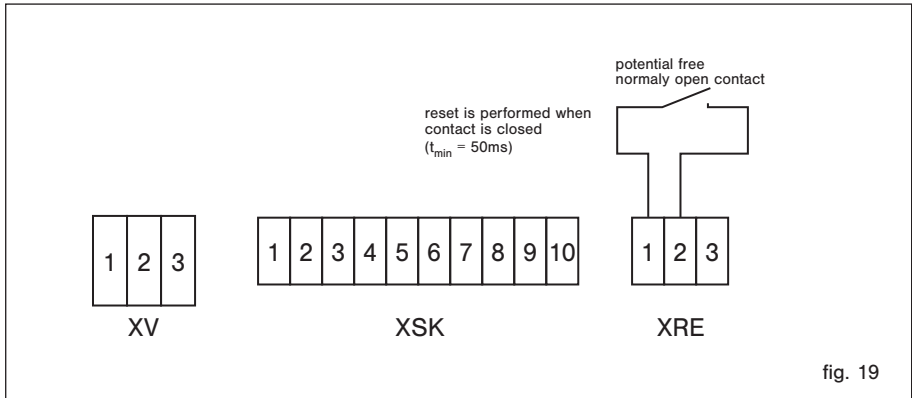 potential free
normaly open contact
reset is performed when
contact is closed
(tmin = 50ms)
1 2 3
1 2 3 4 5 6 7 8 9 10
1 2 3
XV
XSK
XRE
fig. 19